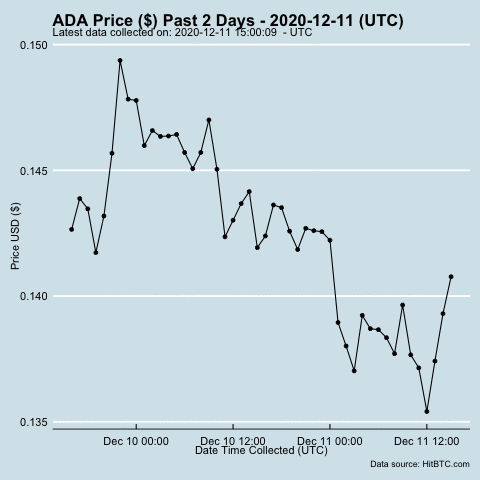 ADA Price ($) Past 2 Days - 2020-12-11 (UTC)
Latest data collected on: 2020-12-11 15:00:09 - UTC
0.150
0.145
0.140
0.135
Price USD ($)
Dec 10 00:00 Dec 10 12:00 Dec 11 00:00 Dec 11 12:00
Date Time Collected (UTC)
Data source: HitBTC.com